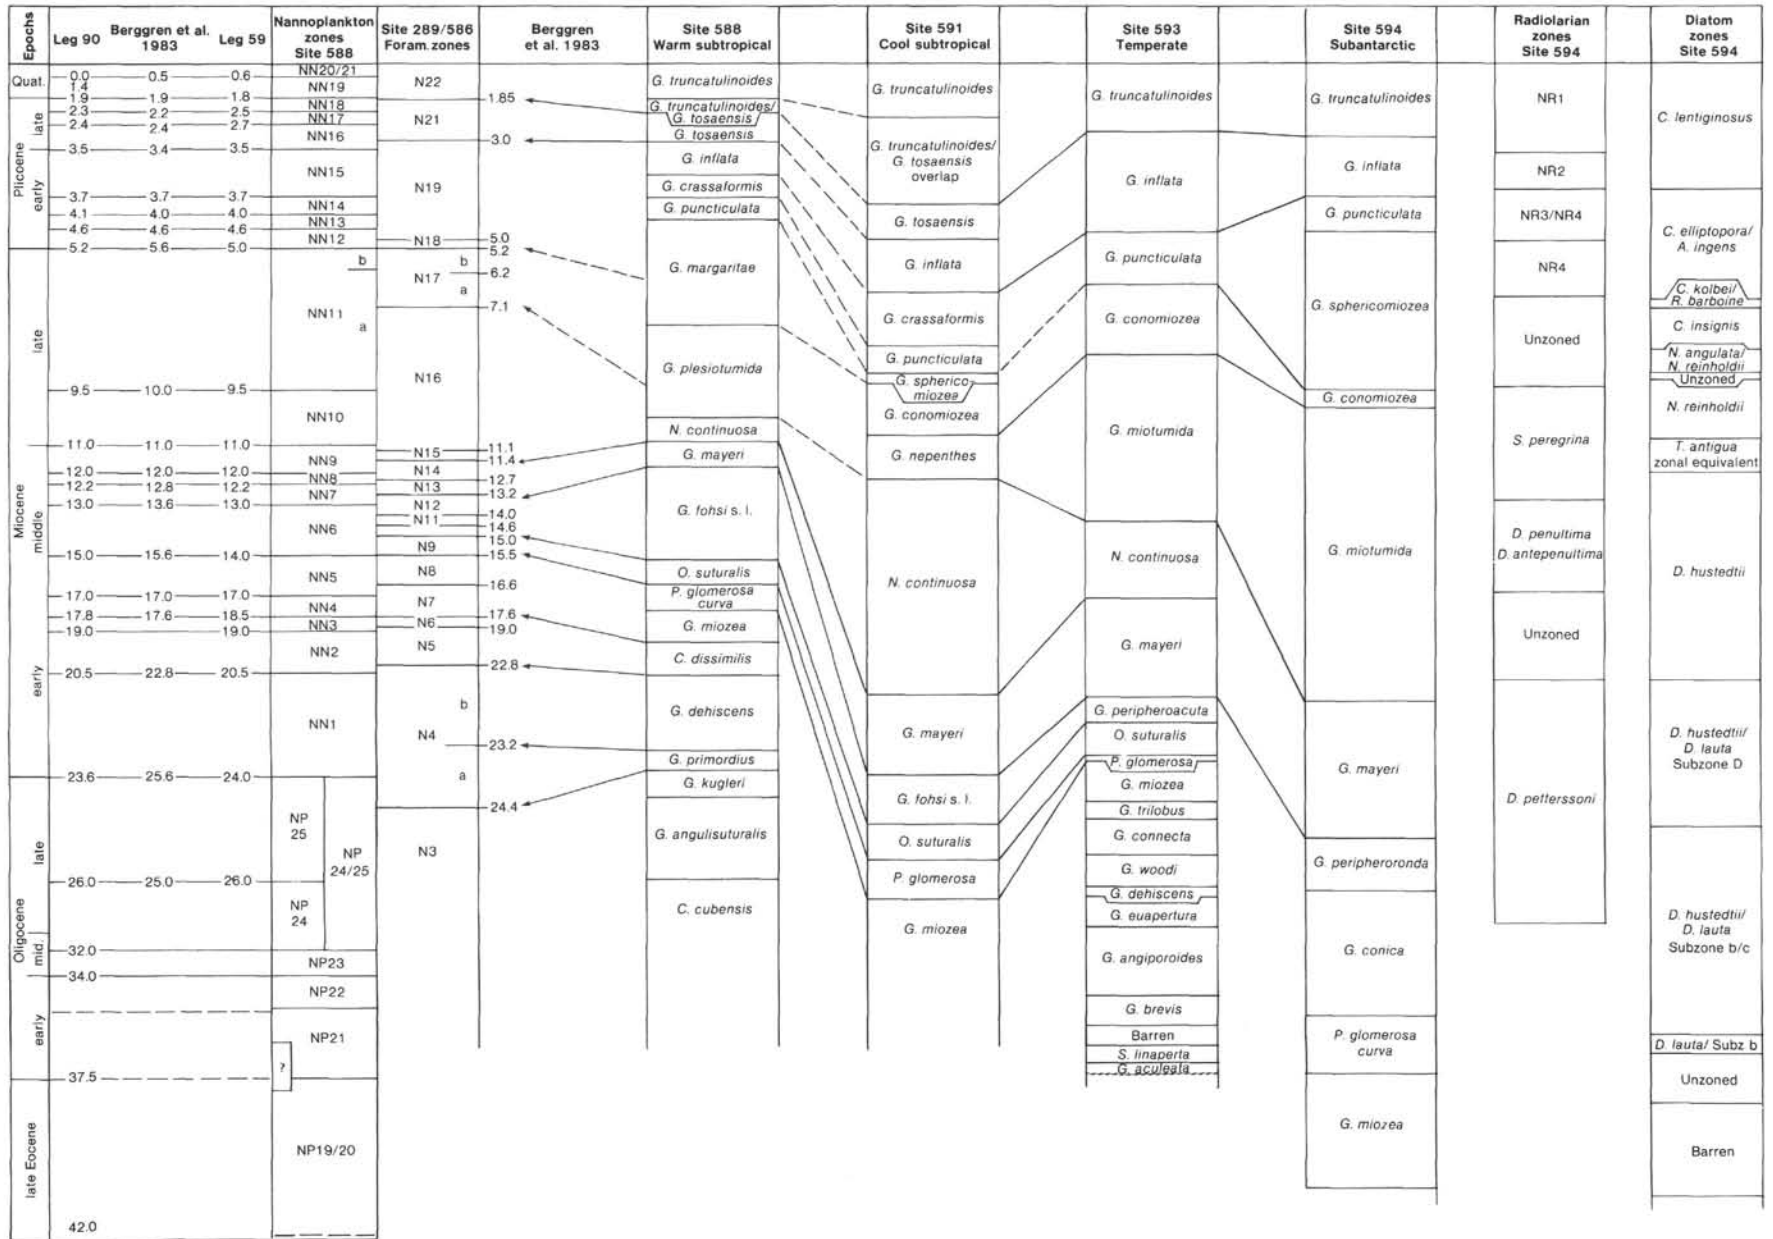 Epochs
Leg 90
Berggren et al.
1983
Leg 59
Nannoplankton
zones
Site 588
Site 289/586
Foram. zones
Berggren
et al. 1983
Site 588
Warm subtropical
Site 591
Cool subtropical
Site 593
Temperate
Site 594
Subantarctic
Radiolarian
zones
Site 594
Diatom
zones
Site 594
Quat.
Pliocene
late
early
Miocene
late
middle
early
Oligocene
late
mid.
early
late Eocene
0.0 0.5 0.6
1.4
1.9 1.9 1.8
2.3 2.2 2.5
2.4 2.4 2.7
3.5 3.4 3.5
3.7 3.7 3.7
4.1 4.0 4.0
4.6 4.6 4.6
5.2 5.6 5.0
9.5 10.0 9.5
11.0 11.0 11.0
12.0 12.0 12.0
12.2 12.8 12.2
13.0 13.6 13.0
15.0 15.6 14.0
17.0 17.0 17.0
17.8 17.6 18.5
19.0 19.0
20.5 22.8 20.5
23.6 25.6 24.0
26.0 25.0 26.0
32.0
34.0
37.5
42.0
NN20/21
NN19
NN18
NN17
NN16
NN15
NN14
NN13
NN12
b
NN11
a
NN10
NN9
NN8
NN7
NN6
NN5
NN4
NN3
NN2
NN1
NP
25
NP
24/25
NP
24
NP23
NP22
NP21
?
NP19/20
N22
N21
N19
N18
b
N17
a
N16
N15
N14
N13
N12
N11
N9
N8
N7
N6
N5
b
N4
a
N3
1.85
3.0
5.0
5.2
6.2
7.1
11.1
11.4
12.7
13.2
14.0
14.6
15.0
15.5
16.6
17.6
19.0
22.8
23.2
24.4
G. truncatulinoides
G. truncatulinoides/
G. tosaensis
G. tosaensis
G. inflata
G. crassaformis
G. puncticulata
G. margaritae
G. plesiotumida
N. continuosa
G. mayeri
G. fohsi s. l.
O. suturalis
P. glomerosa
curva
G. miozea
C. dissimilis
G. dehiscens
G. primordius
G. kugleri
G. angulisuturalis
C. cubensis
G. truncatulinoides
G. truncatulinoides/
G. tosaensis
overlap
G. tosaensis
G. inflata
G. crassaformis
G. puncticulata
G. spherico-
miozea
G. conomiozea
G. nepenthes
N. continuosa
G. mayeri
G. fohsi s. l.
O. suturalis
P. glomerosa
G. miozea
G. truncatulinoides
G. inflata
G. puncticulata
G. conomiozea
G. miotumida
N. continuosa
G. mayeri
G. peripheroacuta
O. suturalis
P. glomerosa
G. miozea
G. trilobus
G. connecta
G. woodi
G. dehiscens
G. euapertura
G. angiporoides
G. brevis
Barren
S. linaperta
G. aculeata
G. truncatulinoides
G. inflata
G. puncticulata
G. sphericomiozea
G. conomiozea
G. miotumida
G. mayeri
G. peripheroronda
G. conica
P. glomerosa
curva
G. miozea
NR1
NR2
NR3/NR4
NR4
Unzoned
S. peregrina
D. penultima
D. antepenultima
Unzoned
D. pettersson
C. lentiginosus
C. elliptopora/
A. ingens
C. kolbei/
R. barboine
C. insignis
N. angulata/
N. reinholdii
Unzoned
N. reinholdii
T. antigua
zonal equivalent
D. hustedtii
D. hustedtii/
D. lauta
Subzone D
D. hustedtii/
D. lauta
Subzone b/c
D. lauta/ Subz b
Unzoned
Barren